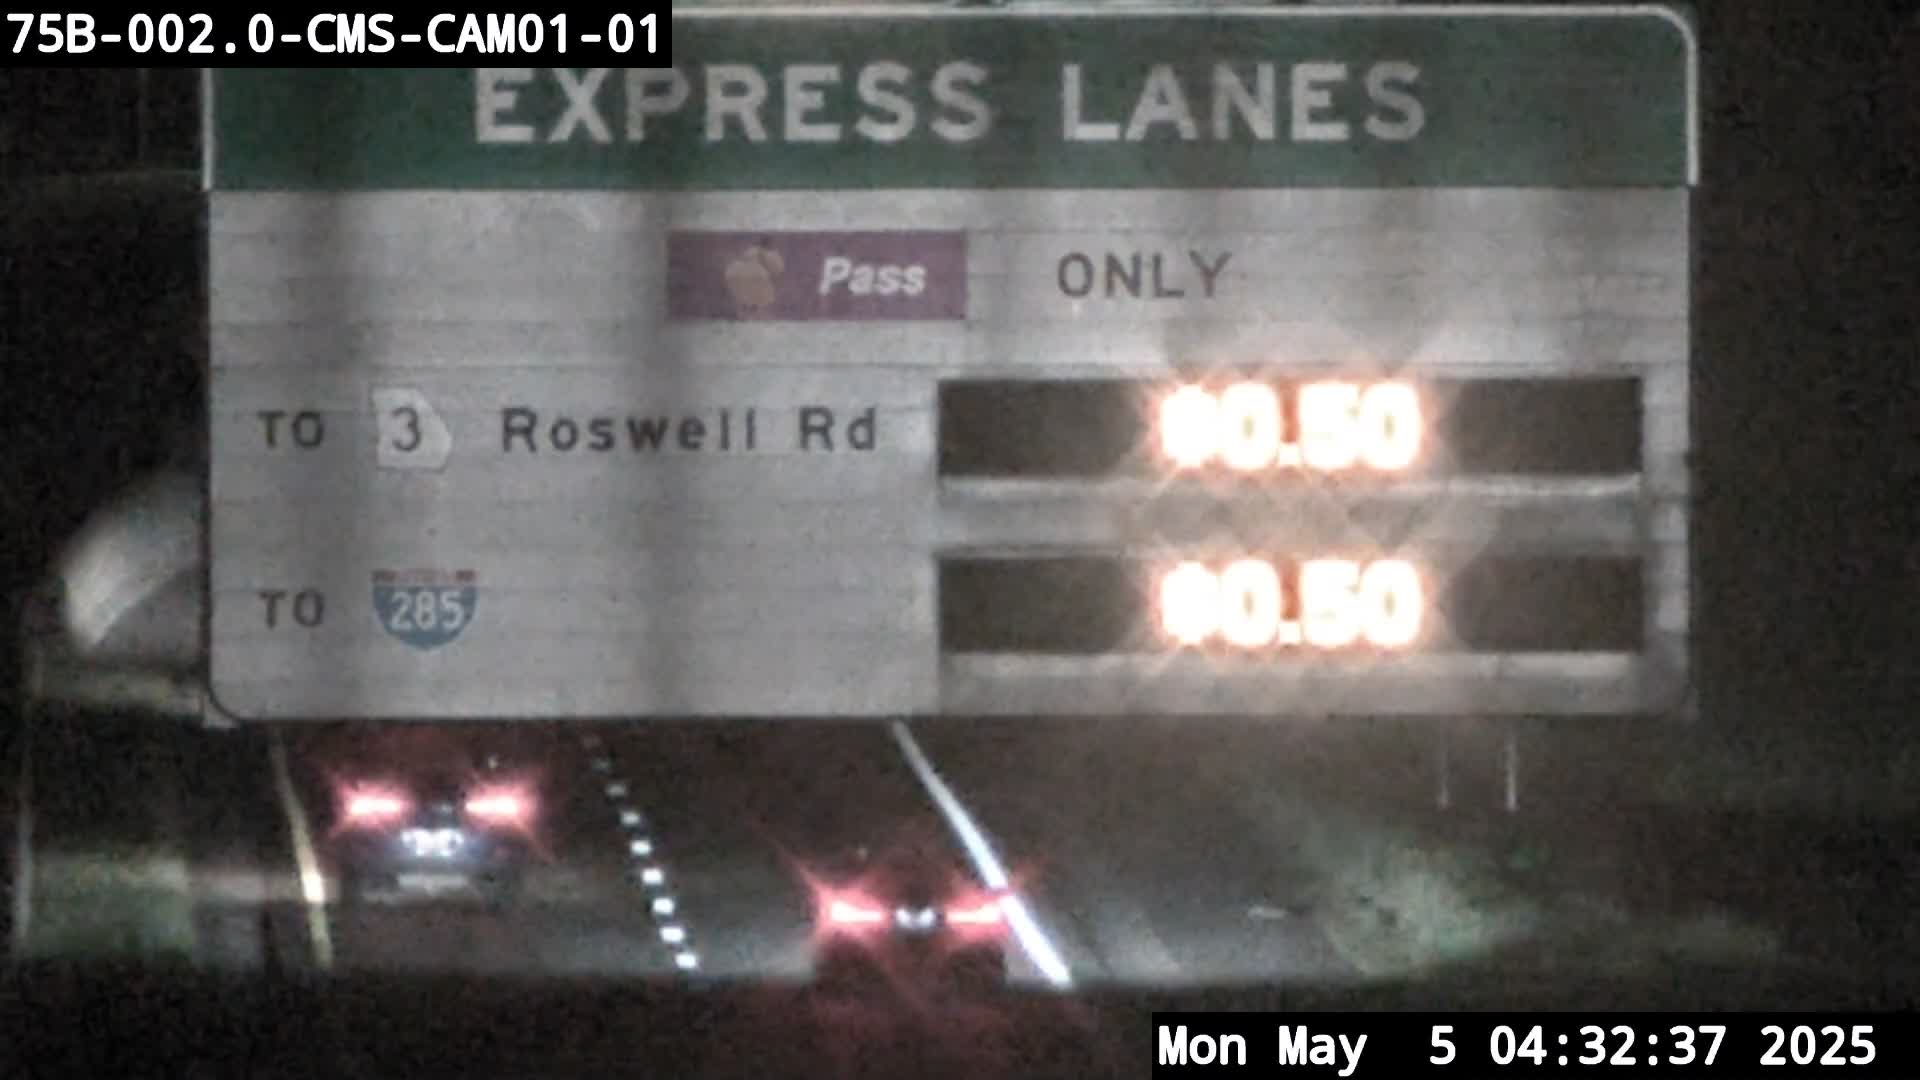 75B-002.0-CMS-CAM01-01
EXPRESS LANES
Pass ONLY
TO 3 Roswell Rd $0.50
TO 285 $0.50
Mon May 5 04:32:37 2025